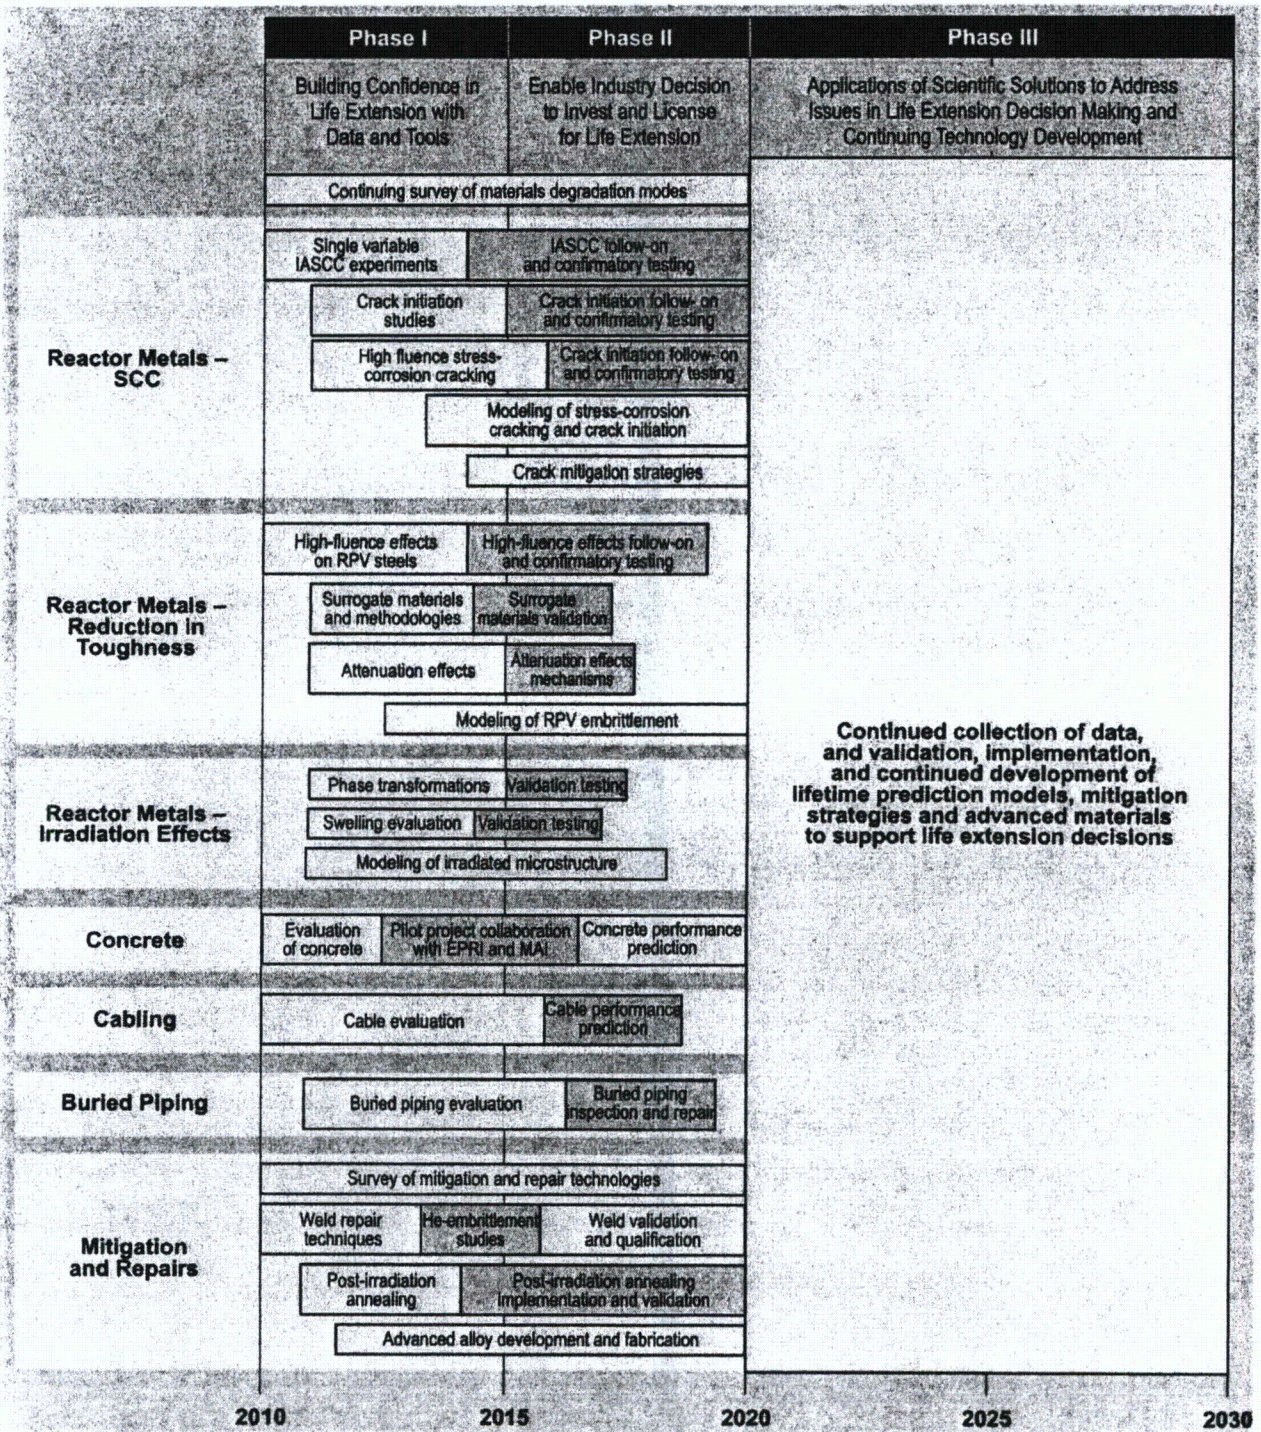 Phase I
Phase II
Phase III
Building Confidence in
Life Extension with
Data and Tools
Enable Industry Decision
to Invest and License
for Life Extension
Applications of Scientific Solutions to Address
Issues in Life Extension Decision Making and
Continuing Technology Development
Continuing survey of materials degradation modes
Reactor Metals –
SCC
Single variable
IASCC experiments
IASCC follow-on
and confirmatory testing
Crack initiation
studies
Crack initiation follow- on
and confirmatory testing
High fluence stress-
corrosion cracking
Crack initiation follow- on
and confirmatory testing
Modeling of stress-corrosion
cracking and crack initiation
Crack mitigation strategies
Reactor Metals –
Reduction in
Toughness
High-fluence effects
on RPV steels
High-fluence effects follow-on
and confirmatory testing
Surrogate materials
and methodologies
Surrogate
materials validation
Attenuation effects
Attenuation effects
mechanisms
Modeling of RPV embrittlement
Reactor Metals –
Irradiation Effects
Phase transformations
Validation testing
Swelling evaluation
Validation testing
Modeling of irradiated microstructure
Concrete
Evaluation
of concrete
Pilot project collaboration
with EPRI and MAI
Concrete performance
prediction
Cabling
Cable evaluation
Cable performance
prediction
Buried Piping
Buried piping evaluation
Buried piping
inspection and repair
Mitigation
and Repairs
Survey of mitigation and repair technologies
Weld repair
techniques
He-embrittlement
studies
Weld validation
and qualification
Post-irradiation
annealing
Post-irradiation annealing
implementation and validation
Advanced alloy development and fabrication
Continued collection of data,
and validation, implementation,
and continued development of
lifetime prediction models, mitigation
strategies and advanced materials
to support life extension decisions
2010
2015
2020
2025
2030